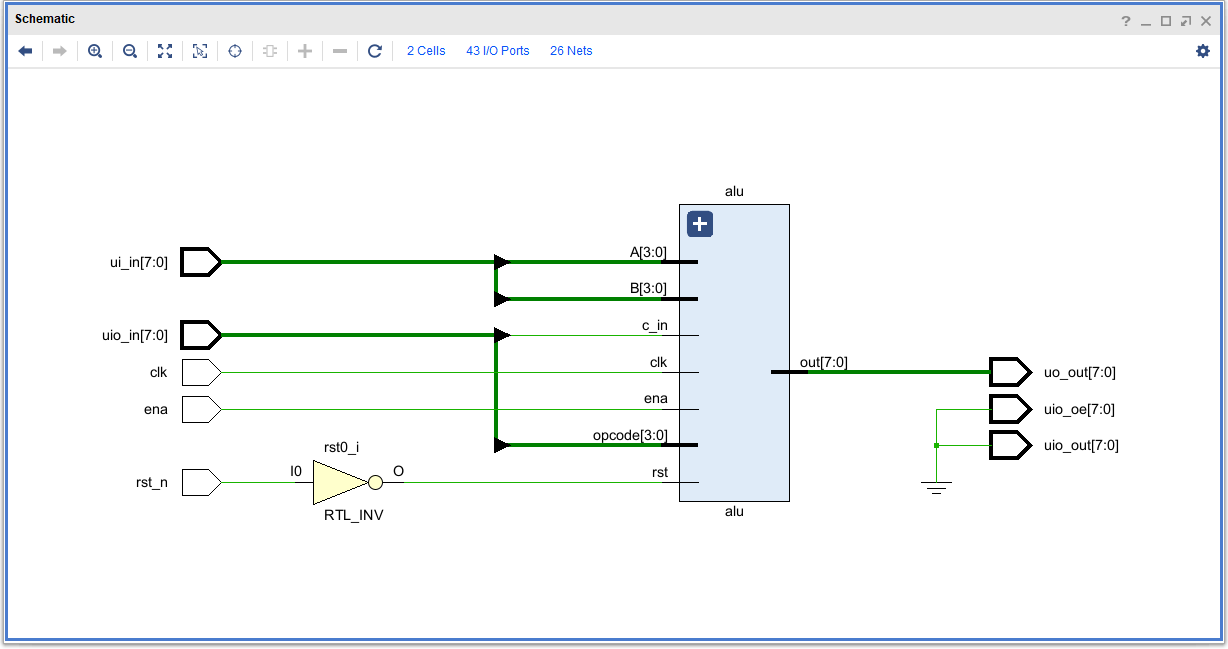 Schematic
2 Cells 43 I/O Ports 26 Nets
alu
ui_in[7:0] A[3:0]
B[3:0]
uio_in[7:0] c_in
clk clk out[7:0] uo_out[7:0]
ena ena uio_oe[7:0]
opcode[3:0] uio_out[7:0]
rst0_i
rst_n I0 O rst
RTL_INV alu